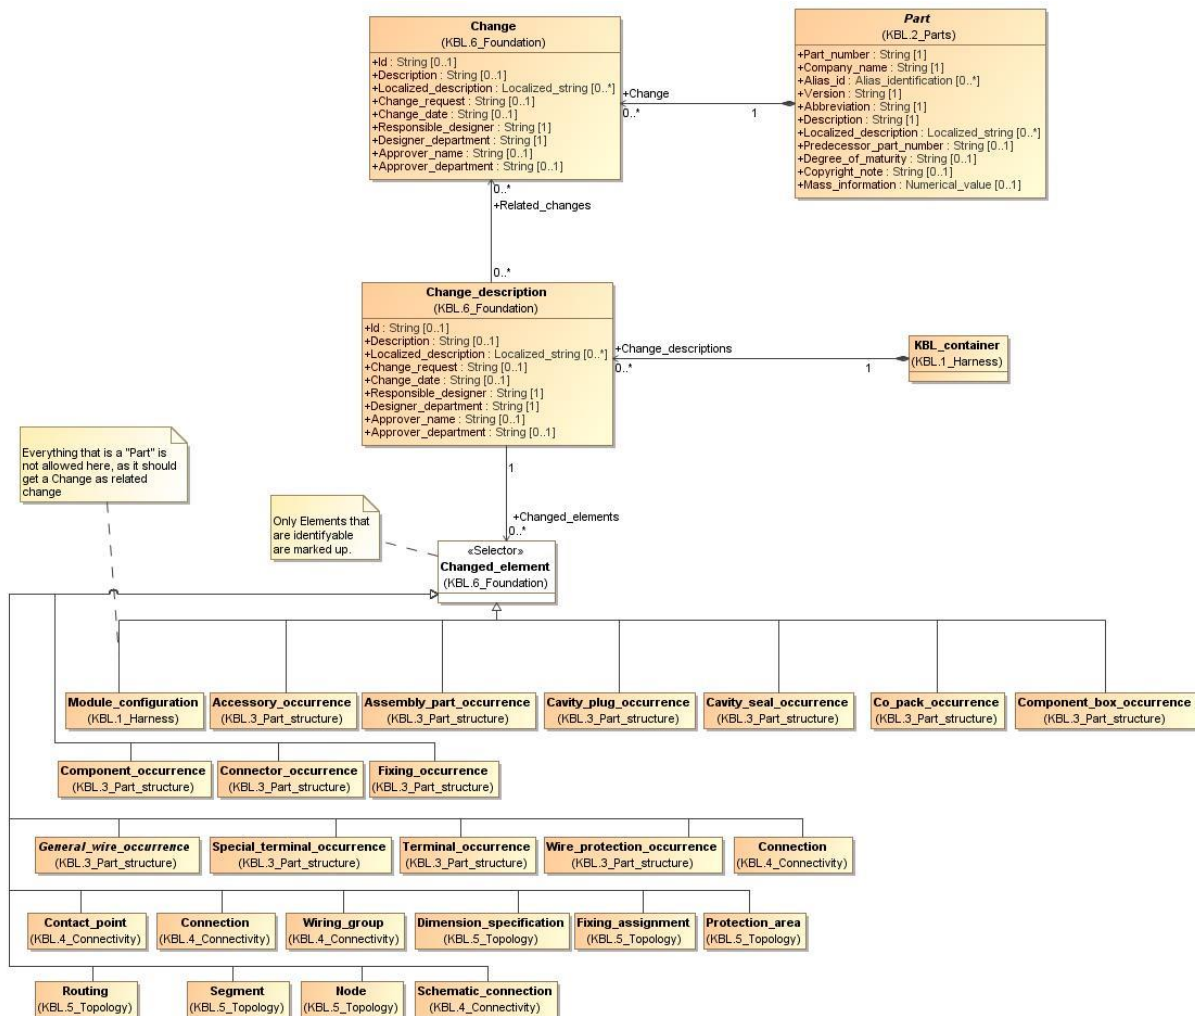 Change
(KBL.6_Foundation)
+Id : String [0..1]
+Description : String [0..1]
+Localized_description : Localized_string [0..*]
+Change_request : String [0..1]
+Change_date : String [0..1]
+Responsible_designer : String [1]
+Designer_department : String [1]
+Approver_name : String [0..1]
+Approver_department : String [0..1]
Part
(KBL.2_Parts)
+Part_number : String [1]
+Company_name : String [1]
+Alias_id : Alias_identification [0..*]
+Version : String [1]
+Abbreviation : String [1]
+Description : String [1]
+Localized_description : Localized_string [0..*]
+Predecessor_part_number : String [0..1]
+Degree_of_maturity : String [0..1]
+Copyright_note : String [0..1]
+Mass_information : Numerical_value [0..1]
+Change
0..*
1
0..*
+Related_changes
0..*
Change_description
(KBL.6_Foundation)
+Id : String [0..1]
+Description : String [0..1]
+Localized_description : Localized_string [0..*]
+Change_request : String [0..1]
+Change_date : String [0..1]
+Responsible_designer : String [1]
+Designer_department : String [1]
+Approver_name : String [0..1]
+Approver_department : String [0..1]
+Change_descriptions
0..*
1
KBL_container
(KBL.1_Harness)
Everything that is a "Part" is
not allowed here, as it should
get a Change as related
change
1
+Changed_elements
0..*
Only Elements that
are identifyable
are marked up.
«Selector»
Changed_element
(KBL.6_Foundation)
Module_configuration
(KBL.1_Harness)
Accessory_occurrence
(KBL.3_Part_structure)
Assembly_part_occurrence
(KBL.3_Part_structure)
Cavity_plug_occurrence
(KBL.3_Part_structure)
Cavity_seal_occurrence
(KBL.3_Part_structure)
Co_pack_occurrence
(KBL.3_Part_structure)
Component_box_occurrence
(KBL.3_Part_structure)
Component_occurrence
(KBL.3_Part_structure)
Connector_occurrence
(KBL.3_Part_structure)
Fixing_occurrence
(KBL.3_Part_structure)
General_wire_occurrence
(KBL.3_Part_structure)
Special_terminal_occurrence
(KBL.3_Part_structure)
Terminal_occurrence
(KBL.3_Part_structure)
Wire_protection_occurrence
(KBL.3_Part_structure)
Connection
(KBL.4_Connectivity)
Contact_point
(KBL.4_Connectivity)
Connection
(KBL.4_Connectivity)
Wiring_group
(KBL.4_Connectivity)
Dimension_specification
(KBL.5_Topology)
Fixing_assignment
(KBL.5_Topology)
Protection_area
(KBL.5_Topology)
Routing
(KBL.5_Topology)
Segment
(KBL.5_Topology)
Node
(KBL.5_Topology)
Schematic_connection
(KBL.4_Connectivity)